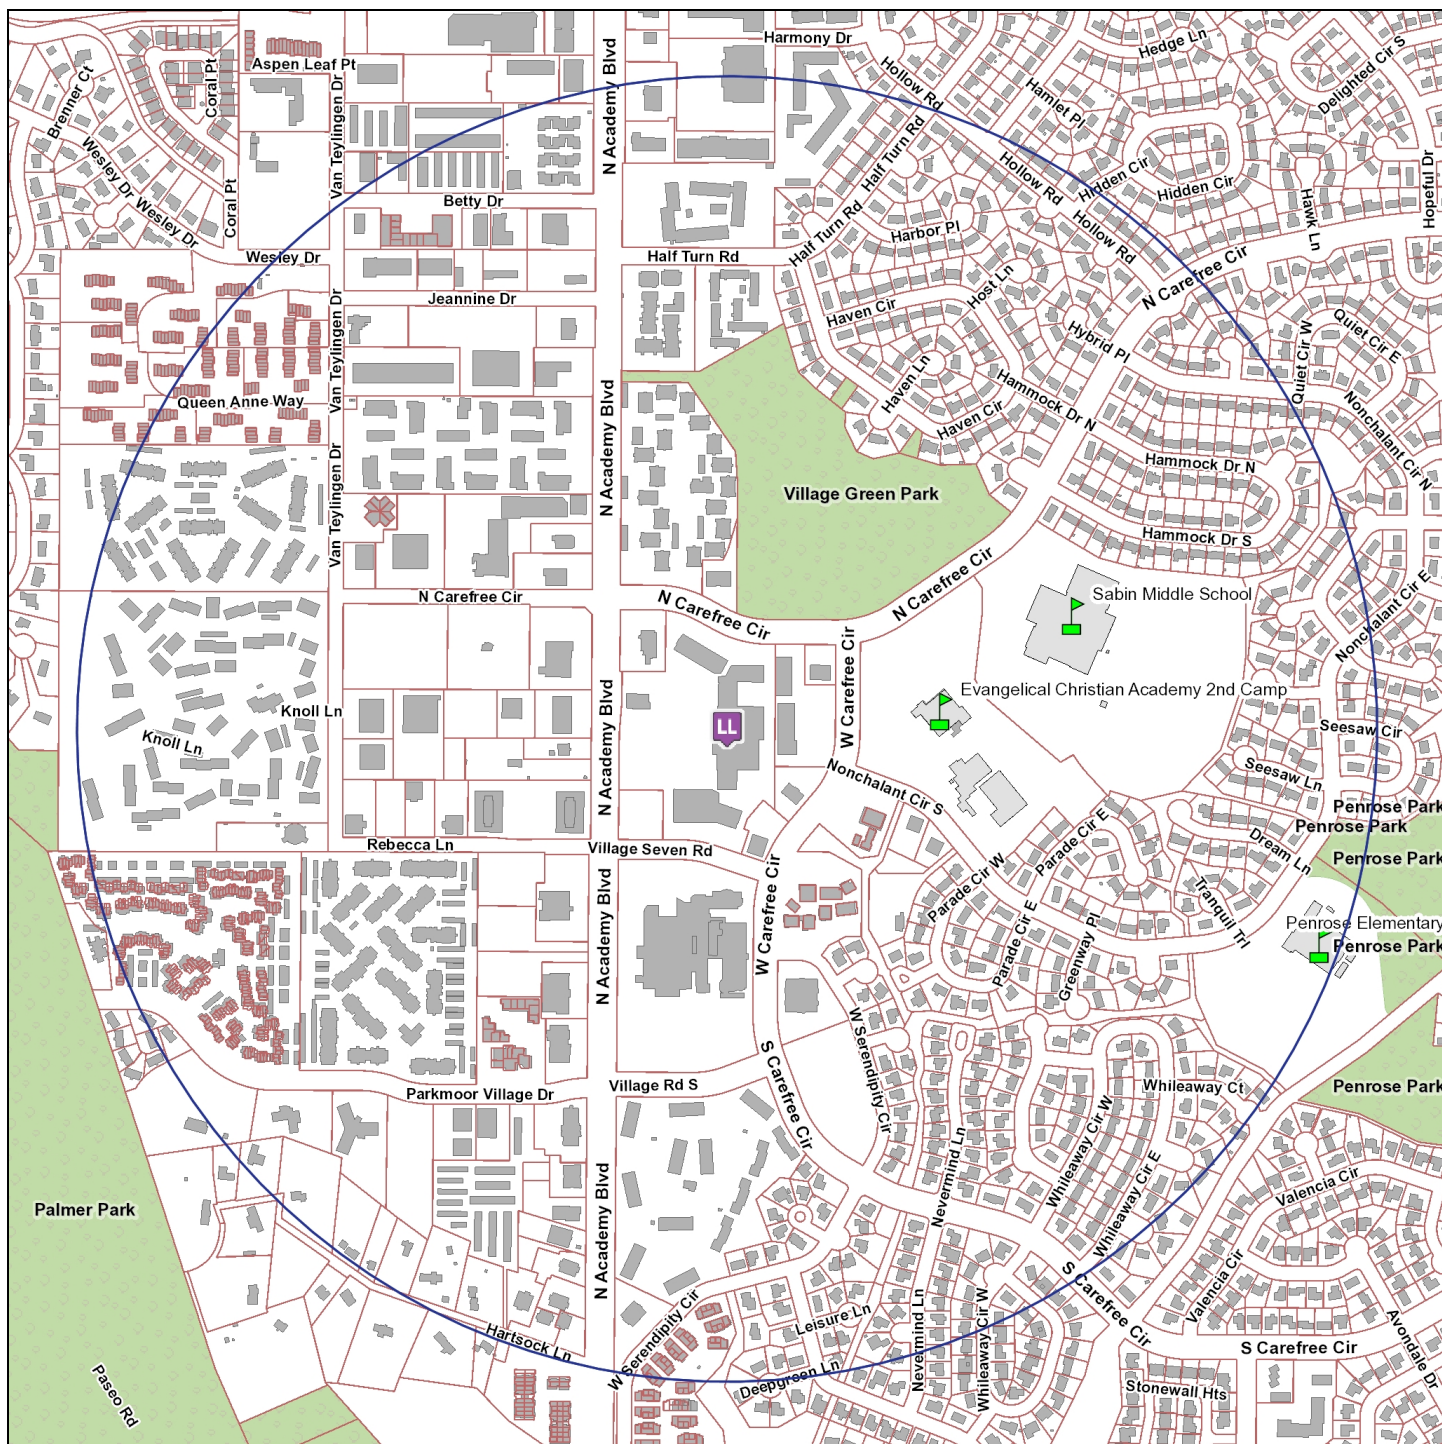 Harmony Dr
Hedge Ln
Delighted Cir S
Aspen Leaf Pt
Coral Pt
Brenner Ct
Hollow Rd
Hamlet Pl
N Academy Blvd
Van Teylingen Dr
Half Turn Rd
Wesley Dr
Wesley Dr
Coral Pt
Betty Dr
Hollow Rd
Hidden Cir
Hidden Cir
Hawk Ln
Hopeful Dr
Half Turn Rd
Harbor Pl
Hollow Rd
Wesley Dr
Half Turn Rd
N Carefree Cir
Jeannine Dr
Host Ln
Haven Cir
Van Teylingen Dr
Hybrid Pl
Quiet Cir W
Quiet Cir E
Queen Anne Way
Haven Ln
Hammock Dr N
Haven Cir
Nonchalant Cir N
N Academy Blvd
Van Teylingen Dr
Hammock Dr N
Village Green Park
Hammock Dr S
N Carefree Cir
N Carefree Cir
N Carefree Cir
Sabin Middle School
Nonchalant Cir E
W Carefree Cir
Evangelical Christian Academy 2nd Camp
Knoll Ln
Knoll Ln
N Academy Blvd
EF
Seesaw Cir
Seesaw Ln
Nonchalant Cir S
Penrose Park
Penrose Park
Rebecca Ln
Village Seven Rd
Parade Cir E
Dream Ln
Penrose Park
Parade Cir W
Tranquil Trl
W Carefree Cir
N Academy Blvd
Parade Cir E
Greenway Pl
Penrose Elementary
Penrose Park
W Serendipity Cir
S Carefree Cir
Village Rd S
Parkmoor Village Dr
Whileaway Ct
Penrose Park
Whileaway Cir W
Nevermind Ln
Whileaway Cir E
Valencia Cir
Palmer Park
N Academy Blvd
Valencia Cir
S Carefree Cir
W Serendipity Cir
Leisure Ln
Nevermind Ln
Whileaway Cir W
Hartsock Ln
Deepgreen Ln
S Carefree Cir
Avondale Dr
Stonewall Hts
Paseo Rd